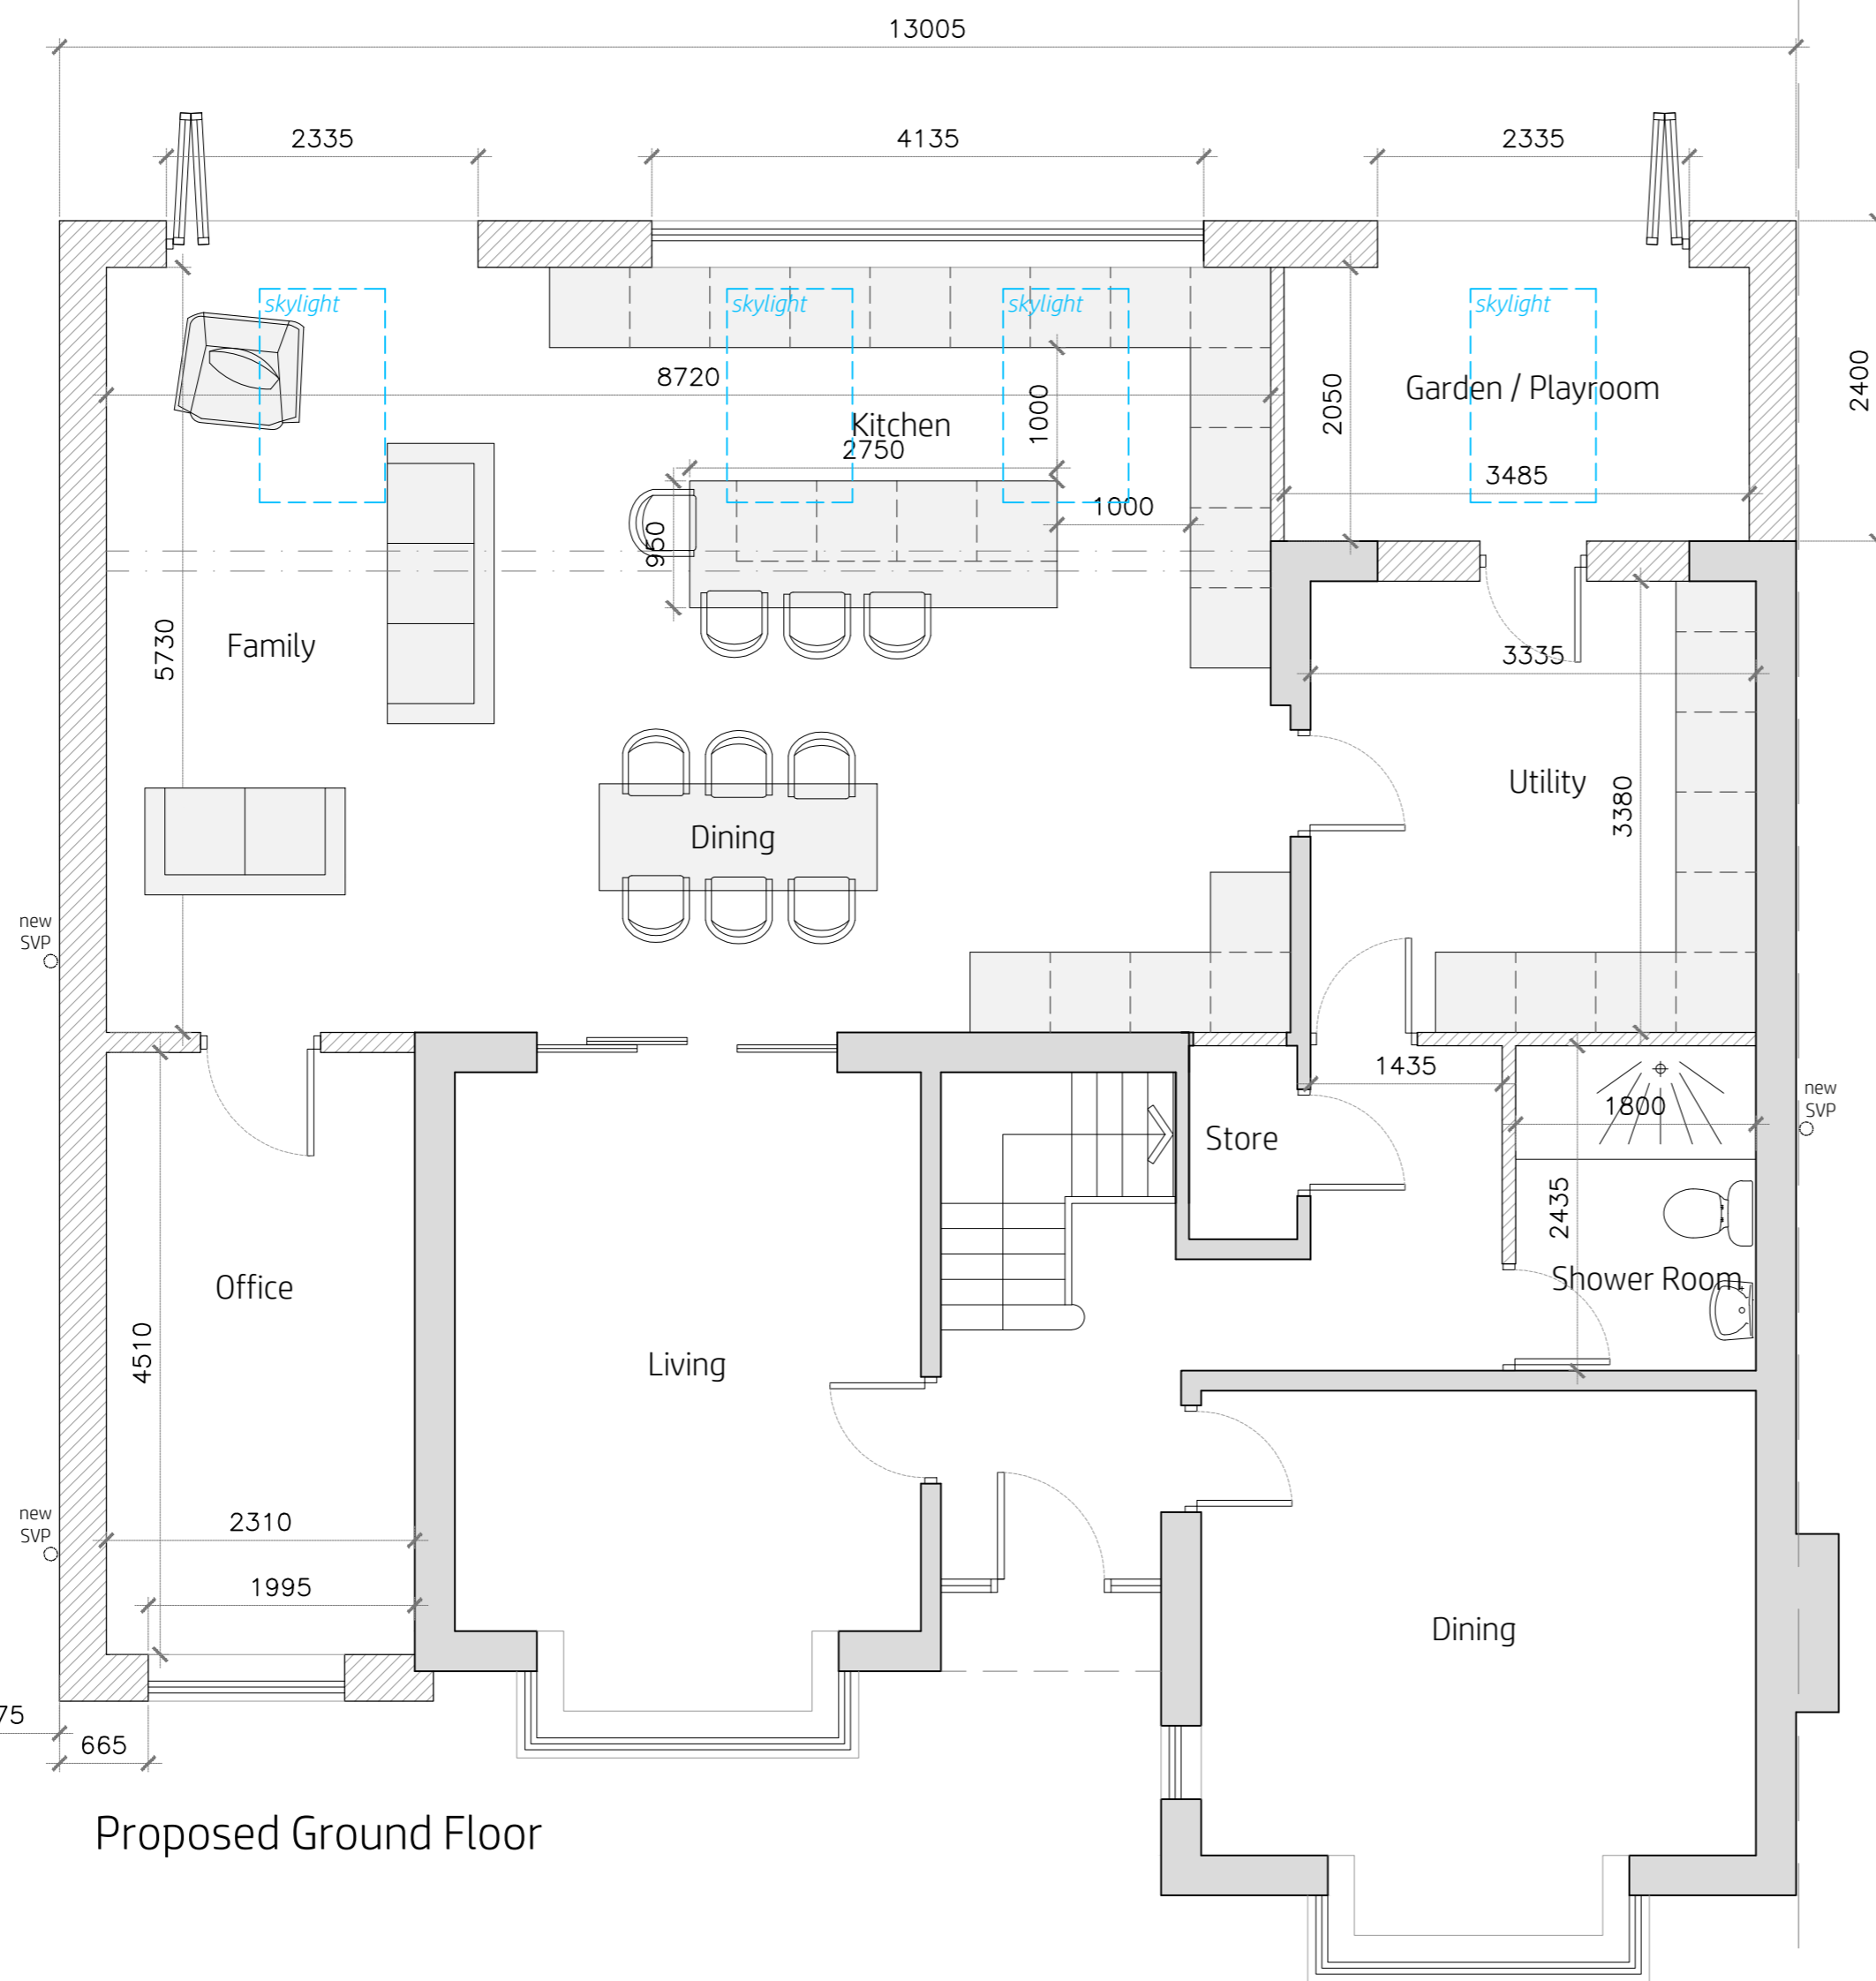 13005
2335
4135
2335
skylight
skylight
skylight
skylight
8720
Kitchen
1000
2050
Garden / Playroom
2400
2750
3485
1000
950
Family
5730
3335
Utility
3380
Dining
new
SVP
1435
1800
new
SVP
Store
2435
Shower Room
Office
4510
Living
new
SVP
2310
1995
Dining
75
665
Proposed Ground Floor